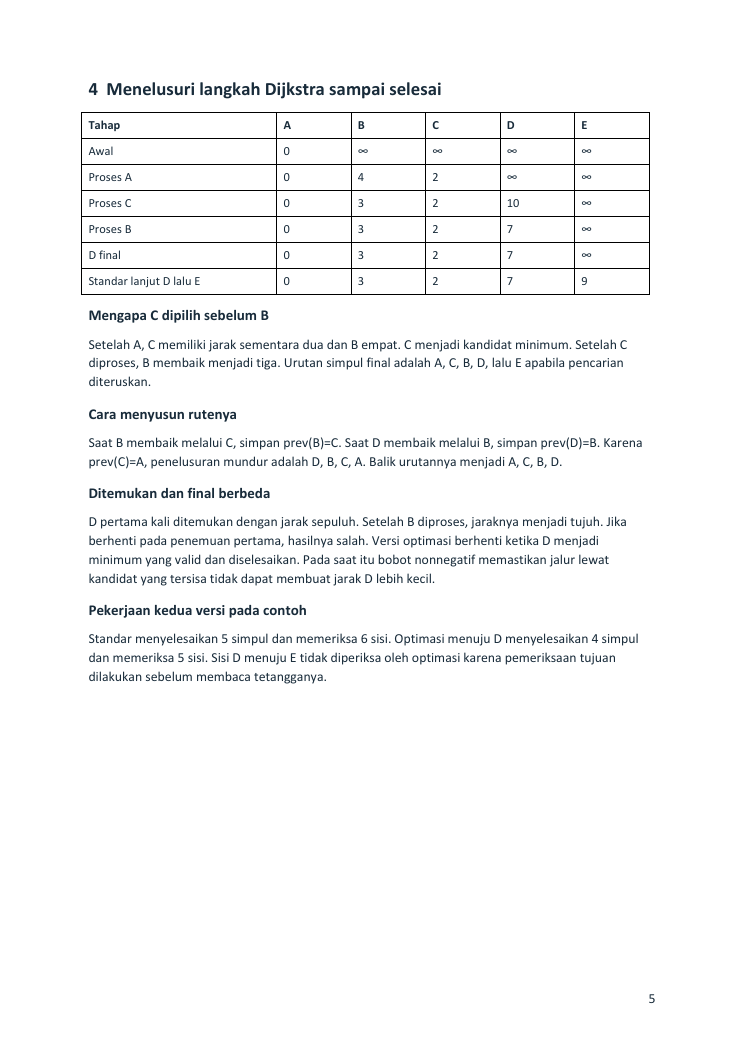 4 Menelusuri langkah Dijkstra sampai selesai
Tahap A B C D E
Awal 0 ∞ ∞ ∞ ∞
Proses A 0 4 2 ∞ ∞
Proses C 0 3 2 10 ∞
Proses B 0 3 2 7 ∞
D final 0 3 2 7 ∞
Standar lanjut D lalu E 0 3 2 7 9
Mengapa C dipilih sebelum B
Setelah A, C memiliki jarak sementara dua dan B empat. C menjadi kandidat minimum. Setelah C
diproses, B membaik menjadi tiga. Urutan simpul final adalah A, C, B, D, lalu E apabila pencarian
diteruskan.
Cara menyusun rutenya
Saat B membaik melalui C, simpan prev(B)=C. Saat D membaik melalui B, simpan prev(D)=B. Karena
prev(C)=A, penelusuran mundur adalah D, B, C, A. Balik urutannya menjadi A, C, B, D.
Ditemukan dan final berbeda
D pertama kali ditemukan dengan jarak sepuluh. Setelah B diproses, jaraknya menjadi tujuh. Jika
berhenti pada penemuan pertama, hasilnya salah. Versi optimasi berhenti ketika D menjadi
minimum yang valid dan diselesaikan. Pada saat itu bobot nonnegatif memastikan jalur lewat
kandidat yang tersisa tidak dapat membuat jarak D lebih kecil.
Pekerjaan kedua versi pada contoh
Standar menyelesaikan 5 simpul dan memeriksa 6 sisi. Optimasi menuju D menyelesaikan 4 simpul
dan memeriksa 5 sisi. Sisi D menuju E tidak diperiksa oleh optimasi karena pemeriksaan tujuan
dilakukan sebelum membaca tetangganya.
5